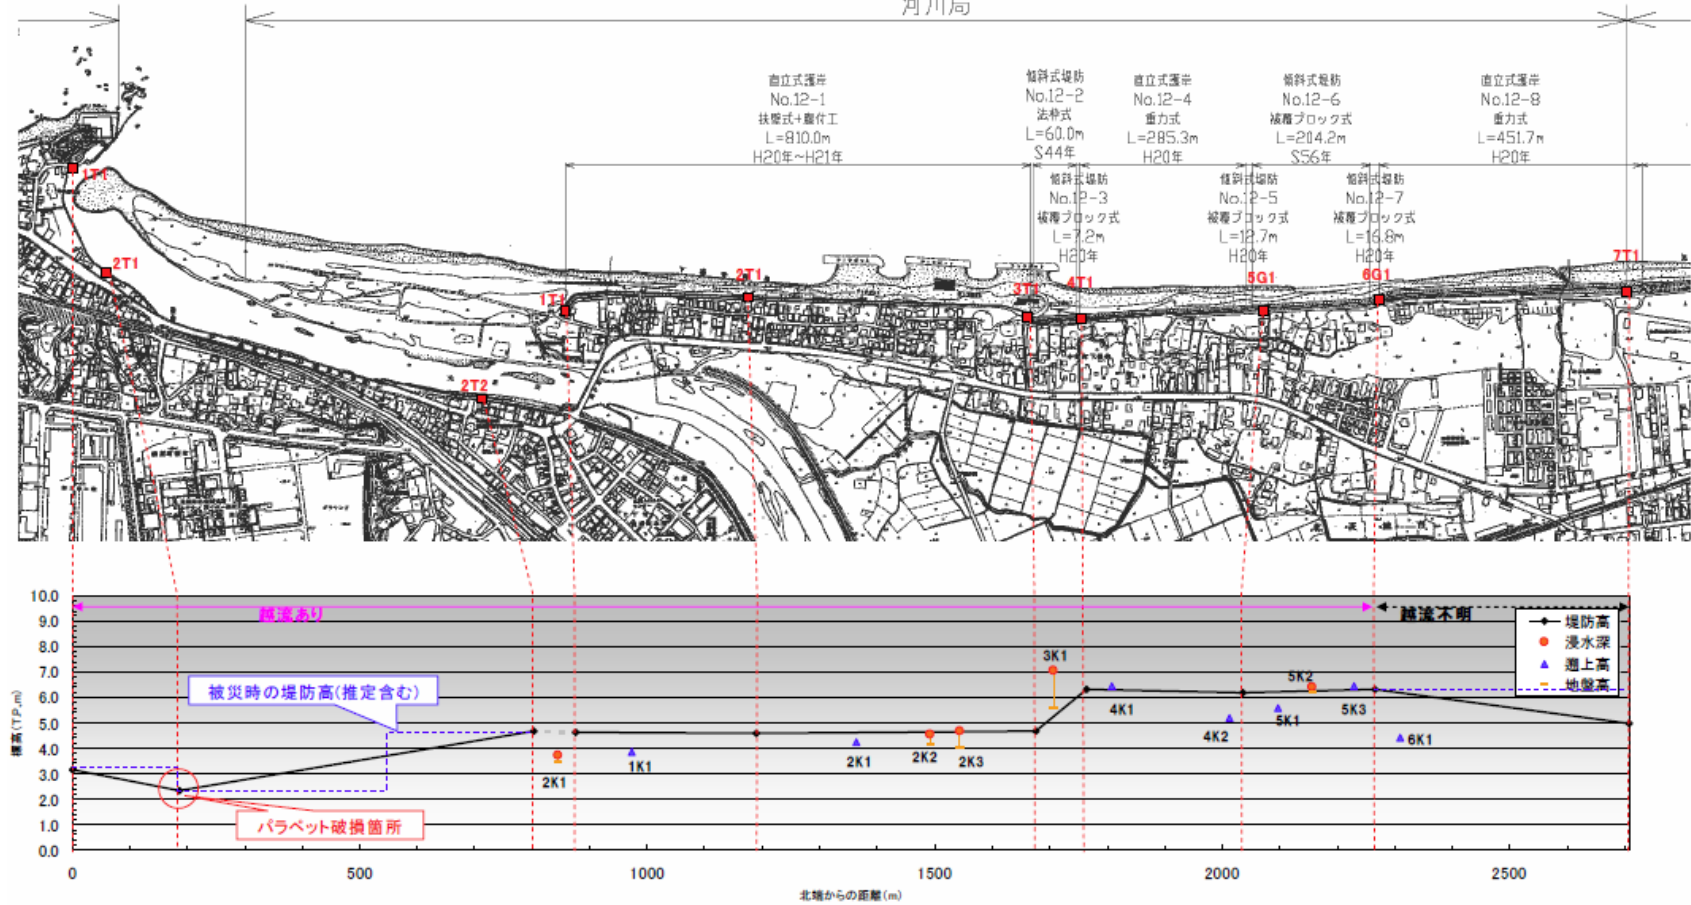 河川局
直立式護岸
No.12-1
扶壁式+腹付工
L=810.0m
H20年~H21年
傾斜式堤防
No.12-2
法枠式
L=60.0m
S44年
直立式護岸
No.12-4
重力式
L=285.3m
H20年
傾斜式堤防
No.12-6
被覆ブロック式
L=204.2m
S56年
直立式護岸
No.12-8
重力式
L=451.7m
H20年
傾斜式堤防
No.12-3
被覆ブロック式
L=7.2m
H20年
傾斜式堤防
No.12-5
被覆ブロック式
L=12.7m
H20年
傾斜式堤防
No.12-7
被覆ブロック式
L=16.8m
H20年
1T1
2T1
2T2
1T1
2T1
3T1
4T1
5G1
6G1
7T1
標高(T.P.m)
10.0
9.0
8.0
7.0
6.0
5.0
4.0
3.0
2.0
1.0
0.0
越流あり
越流不明
堤防高
浸水深
遡上高
地盤高
被災時の堤防高(推定含む)
パラペット破損箇所
2K1
1K1
2K1
2K2
2K3
3K1
4K1
4K2
5K1
5K2
5K3
6K1
0
500
1000
1500
2000
2500
北端からの距離(m)